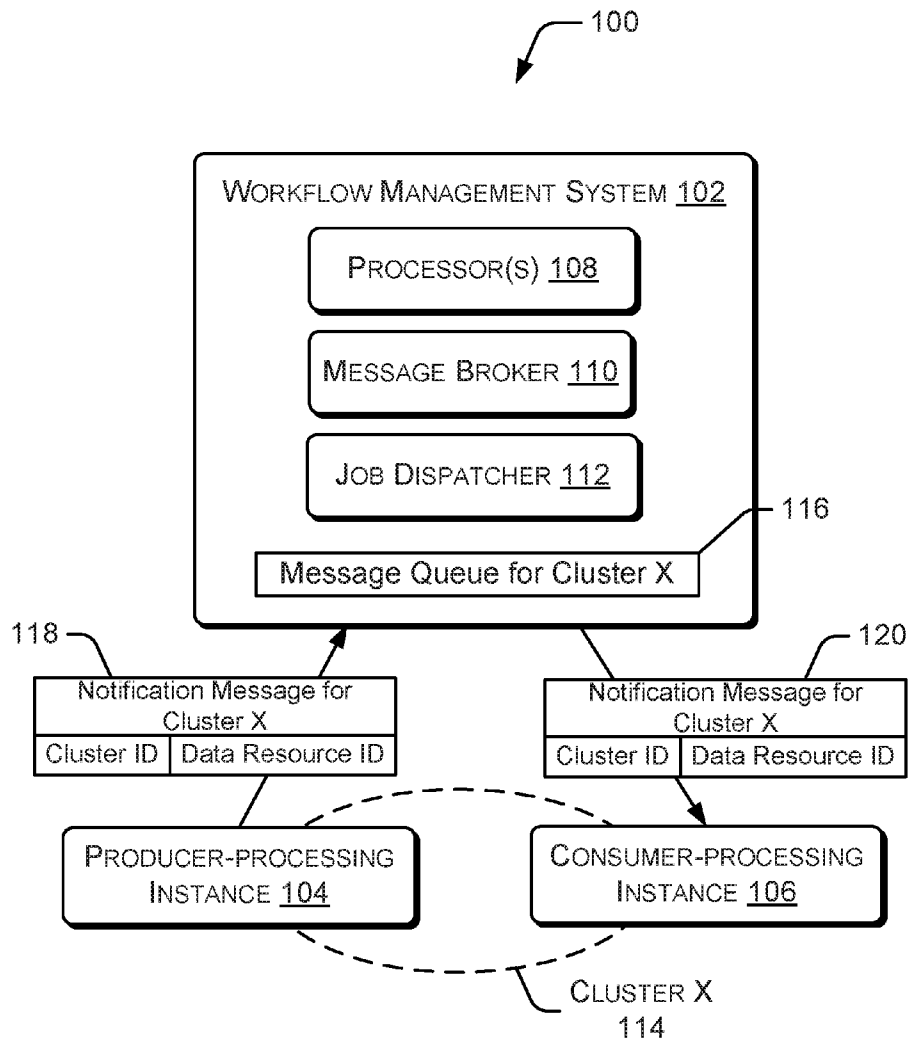 100
WORKFLOW MANAGEMENT SYSTEM 102
PROCESSOR(S) 108
MESSAGE BROKER 110
JOB DISPATCHER 112
116
Message Queue for Cluster X
118
Notification Message for
Cluster X
Cluster ID Data Resource ID
120
Notification Message for
Cluster X
Cluster ID Data Resource ID
PRODUCER-PROCESSING
INSTANCE 104
CONSUMER-PROCESSING
INSTANCE 106
CLUSTER X
114